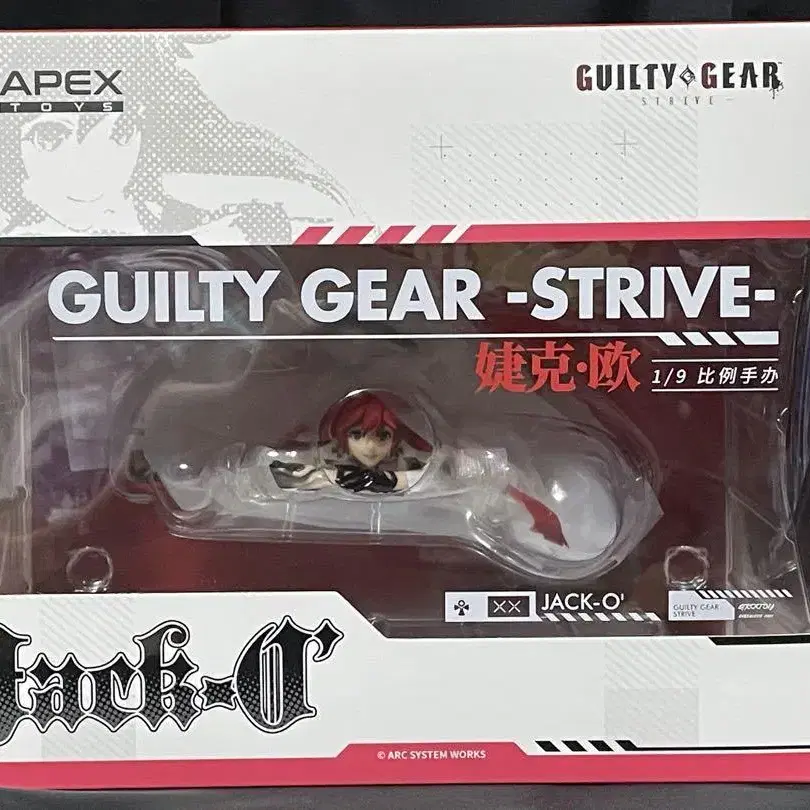 APEX
TOYS
GUILTY GEAR
STRIVE
GUILTY GEAR -STRIVE-
婕克·欧
1/9 比例手办
XX
JACK-O'
GUILTY GEAR
STRIVE
Jack-O'
© ARC SYSTEM WORKS